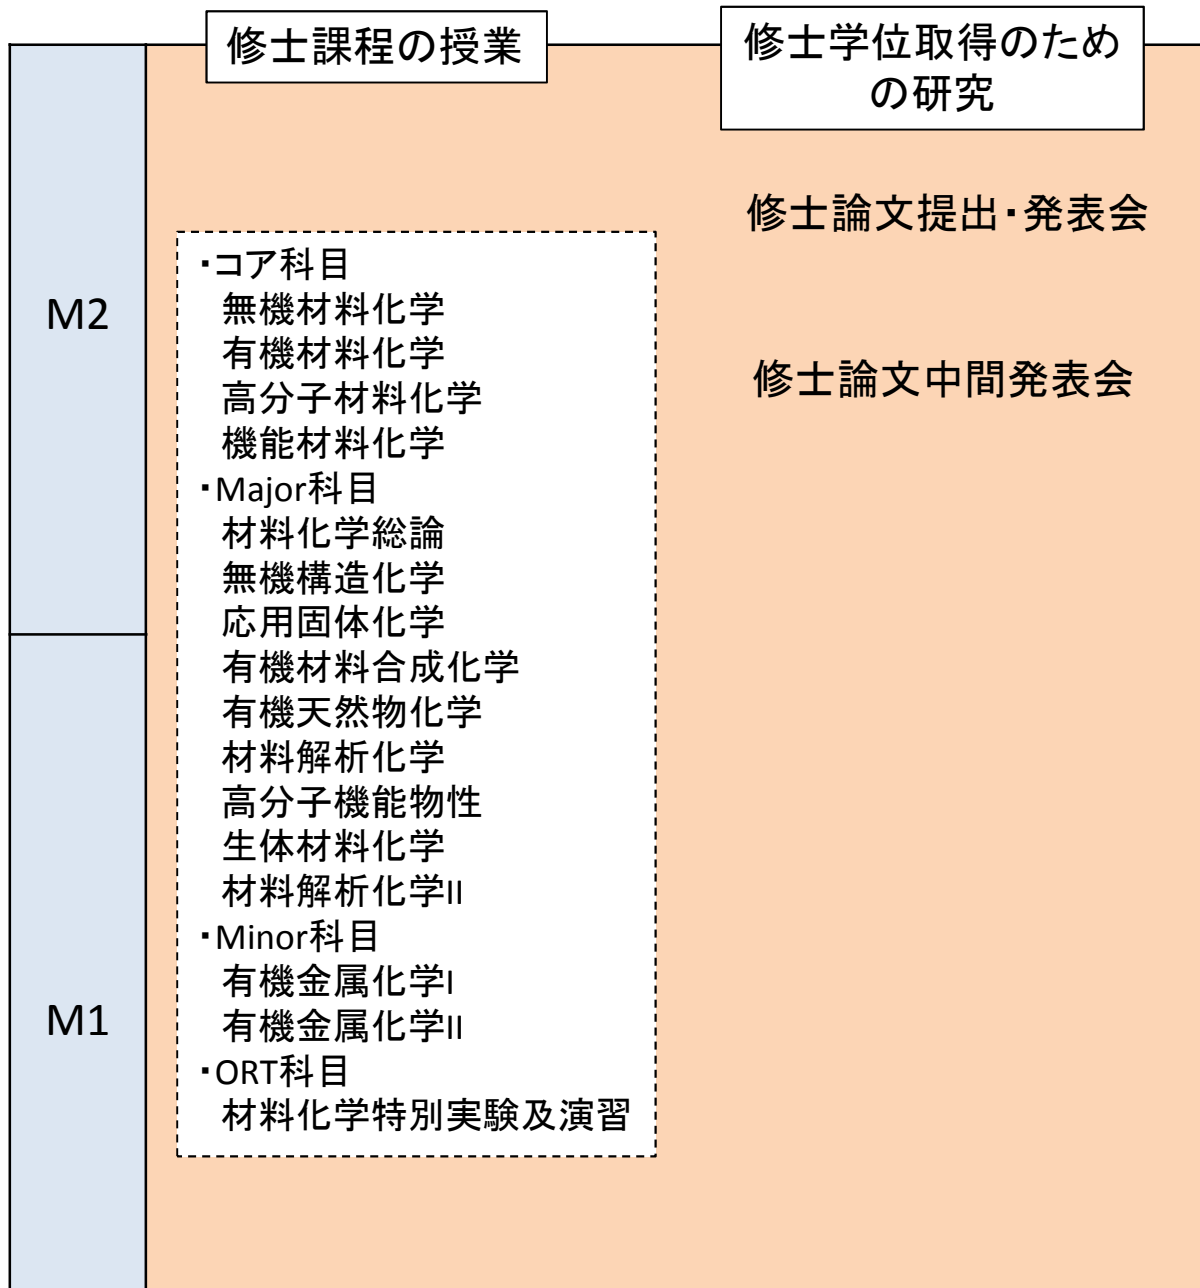 修士課程の授業
修士学位取得のため
の研究
M2
修士論文提出・発表会
修士論文中間発表会
・コア科目
無機材料化学
有機材料化学
高分子材料化学
機能材料化学
・Major科目
材料化学総論
無機構造化学
応用固体化学
有機材料合成化学
有機天然物化学
材料解析化学
高分子機能物性
生体材料化学
材料解析化学II
・Minor科目
有機金属化学I
有機金属化学II
・ORT科目
材料化学特別実験及演習
M1